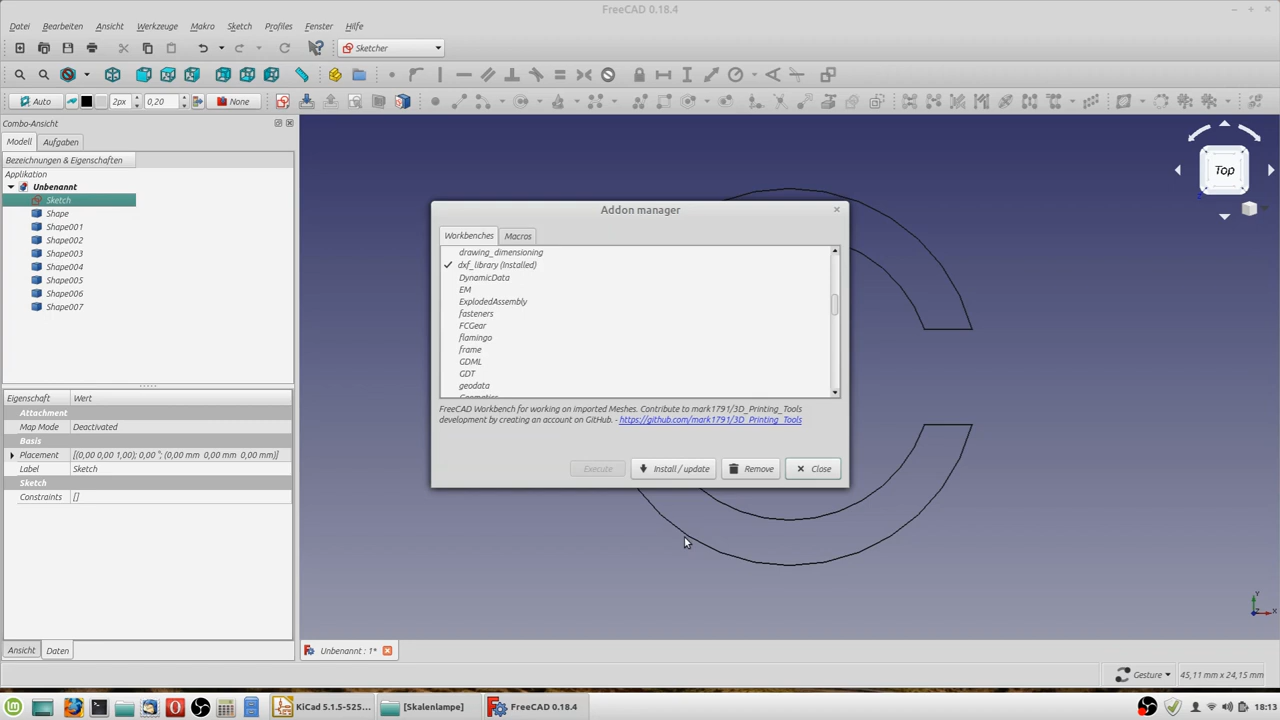 FreeCAD 0.18.4
Datei Bearbeiten Ansicht Werkzeuge Makro Sketch Profiles Fenster Hilfe
Sketcher
Auto 2px 0,20 None
Combo-Ansicht
Modell Aufgaben
Bezeichnungen & Eigenschaften
Applikation
Unbenannt
Sketch
Shape
Shape001
Shape002
Shape003
Shape004
Shape005
Shape006
Shape007
Top
Addon manager
Workbenches Macros
drawing_dimensioning
dxf_library (Installed)
DynamicData
EM
ExplodedAssembly
fasteners
FCGear
flamingo
frame
GDML
GDT
geodata
Geomatics
FreeCAD Workbench for working on imported Meshes. Contribute to mark1791/3D_Printing_Tools
development by creating an account on GitHub. - https://github.com/mark1791/3D_Printing_Tools
Execute Install / update Remove Close
Eigenschaft Wert
Attachment
Map Mode Deactivated
Basis
Placement [(0,00 0,00 1,00); 0,00 °; (0,00 mm 0,00 mm 0,00 mm)]
Label Sketch
Sketch
Constraints []
Y
X
Ansicht Daten
Unbenannt : 1*
Gesture 45,11 mm x 24,15 mm
KiCad 5.1.5-525... [Skalenlampe] FreeCAD 0.18.4 18:13